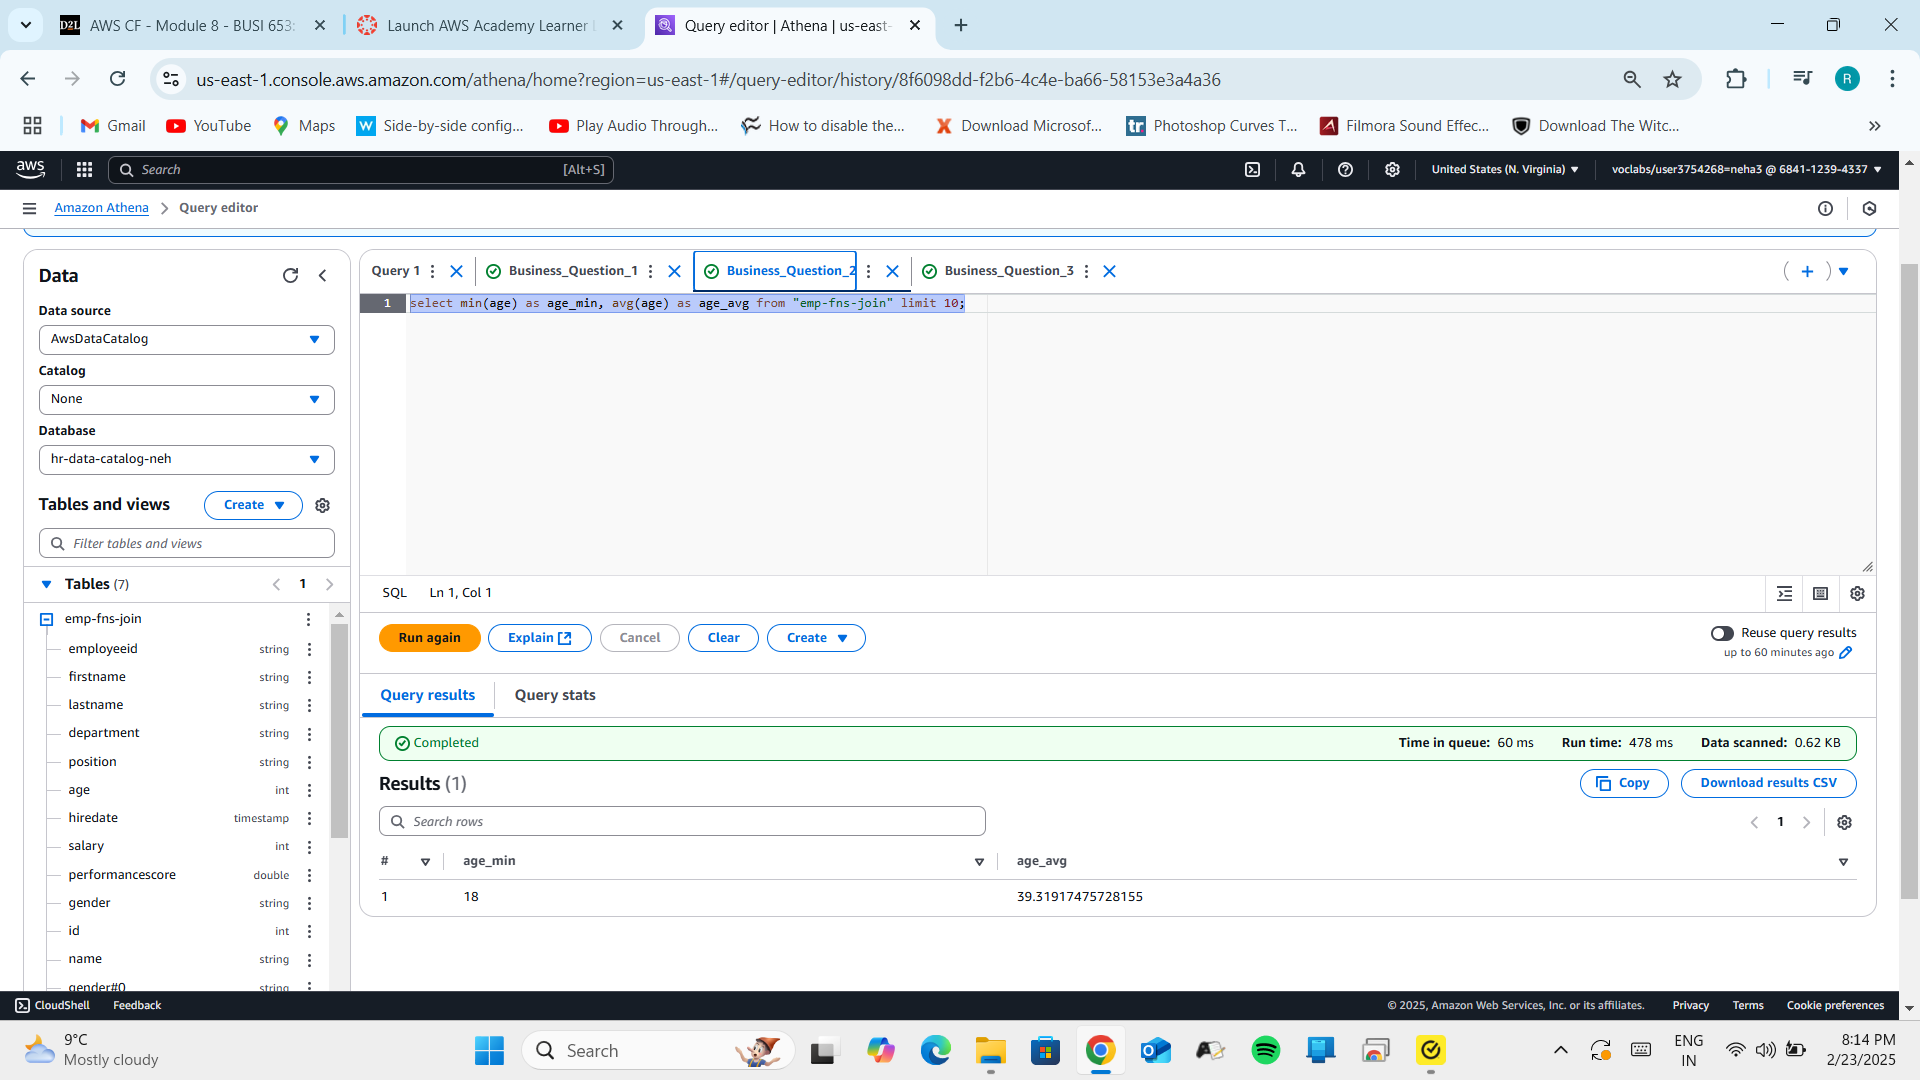 D2L AWS CF - Module 8 - BUSI 653:
Launch AWS Academy Learner L
Query editor | Athena | us-east-
us-east-1.console.aws.amazon.com/athena/home?region=us-east-1#/query-editor/history/8f6098dd-f2b6-4c4e-ba66-58153e3a4a36
R
Gmail YouTube Maps Side-by-side config... Play Audio Through... How to disable the... Download Microsof... Photoshop Curves T... Filmora Sound Effec... Download The Witc...
aws Search [Alt+S] United States (N. Virginia) voclabs/user3754268=neha3 @ 6841-1239-4337
Amazon Athena Query editor
Data
Data source
AwsDataCatalog
Catalog
None
Database
hr-data-catalog-neh
Tables and views Create
Filter tables and views
Tables (7) 1
emp-fns-join
employeeid string
firstname string
lastname string
department string
position string
age int
hiredate timestamp
salary int
performancescore double
gender string
id int
name string
gender#0 string
Query 1 Business_Question_1 Business_Question_2 Business_Question_3
1 select min(age) as age_min, avg(age) as age_avg from "emp-fns-join" limit 10;
SQL Ln 1, Col 1
Run again Explain Cancel Clear Create
Reuse query results
up to 60 minutes ago
Query results Query stats
Completed Time in queue: 60 ms Run time: 478 ms Data scanned: 0.62 KB
Results (1) Copy Download results CSV
Search rows 1
# age_min age_avg
1 18 39.31917475728155
CloudShell Feedback © 2025, Amazon Web Services, Inc. or its affiliates. Privacy Terms Cookie preferences
9°C
Mostly cloudy
Search
ENG
IN
8:14 PM
2/23/2025